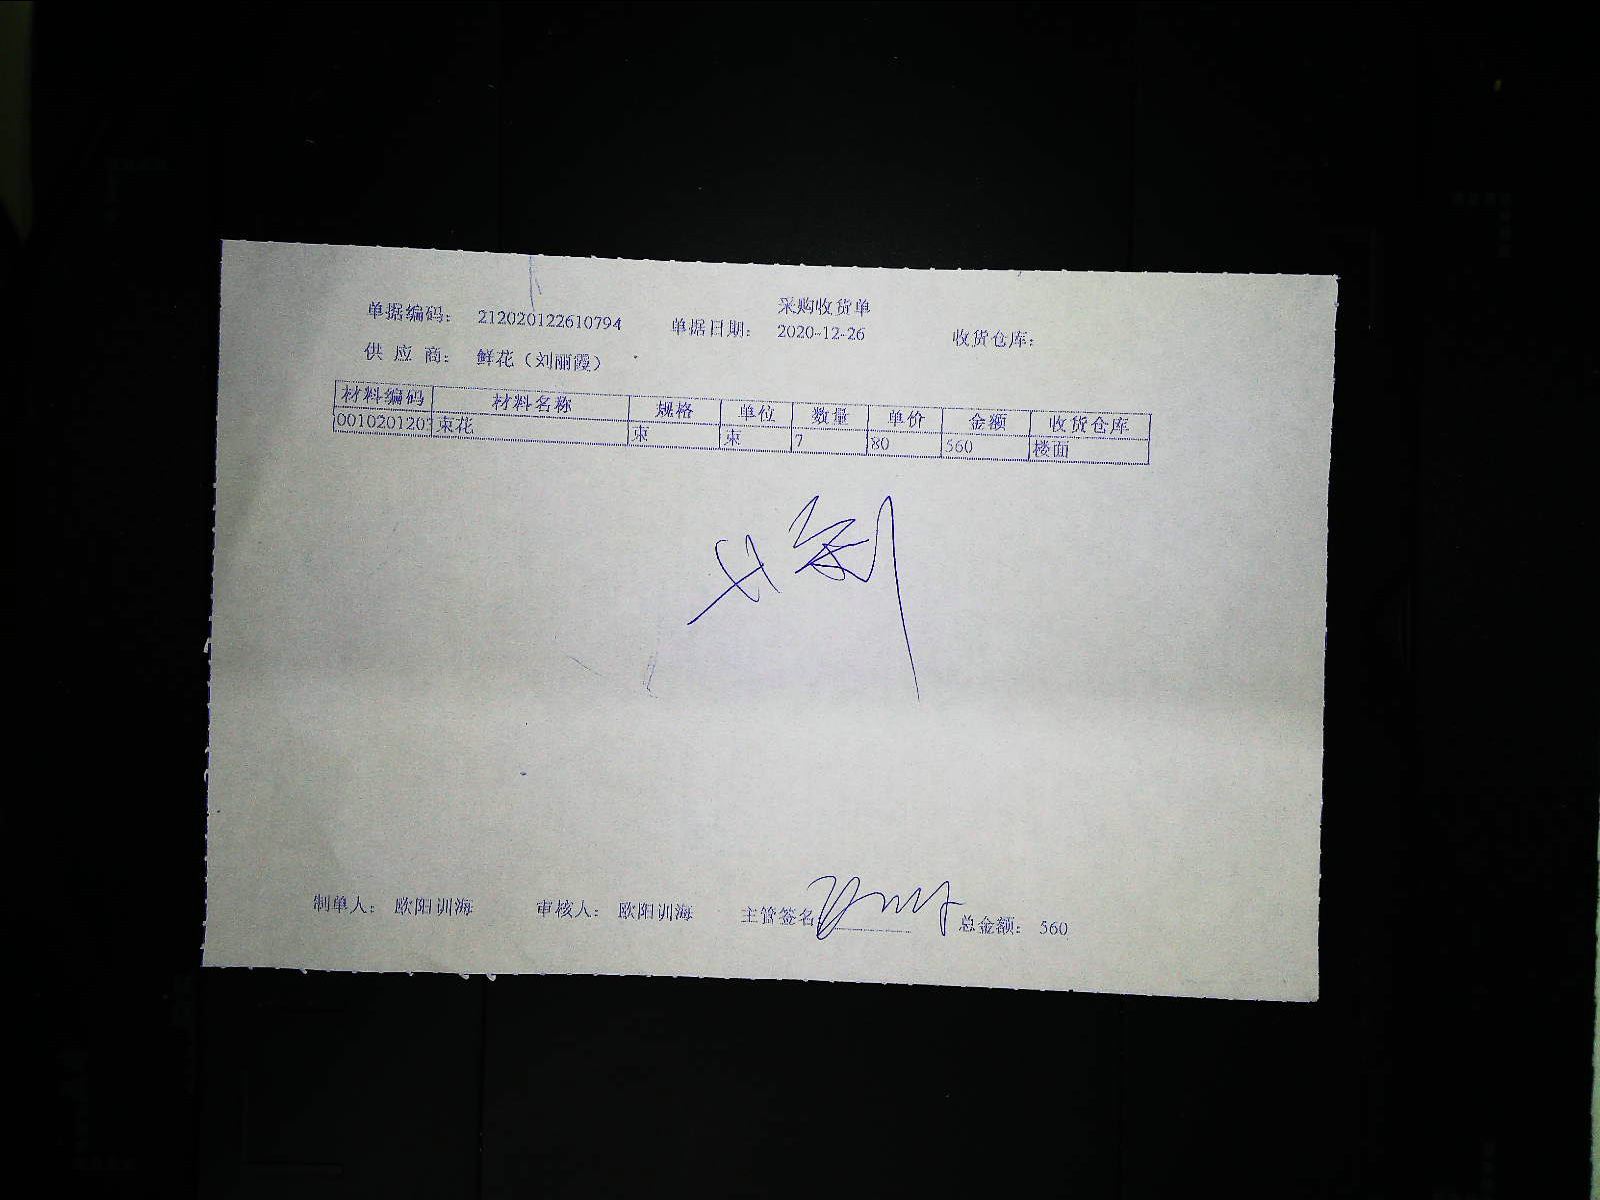 采购收货单
单据编码： 212020122610794 单据日期： 2020-12-26 收货仓库：
供 应 商： 鲜花（刘丽霞）
材料编码 材料名称 规格 单位 数量 单价 金额 收货仓库
001020120 束花 束 束 7 80 560 楼面
制单人： 欧阳训海 审核人： 欧阳训海 主管签名 总金额： 560